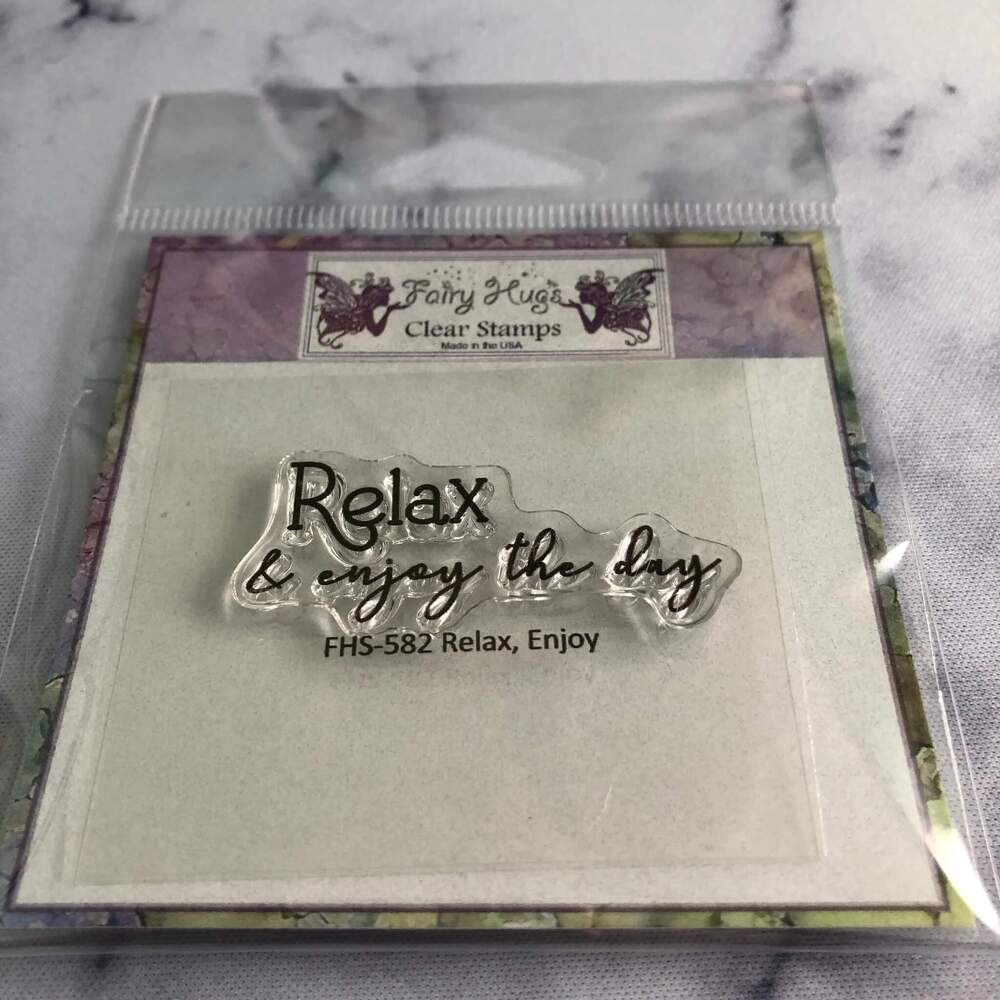 Fairy Hugs
Clear Stamps
Made in the USA
Relax
& enjoy the day
FHS-582 Relax, Enjoy